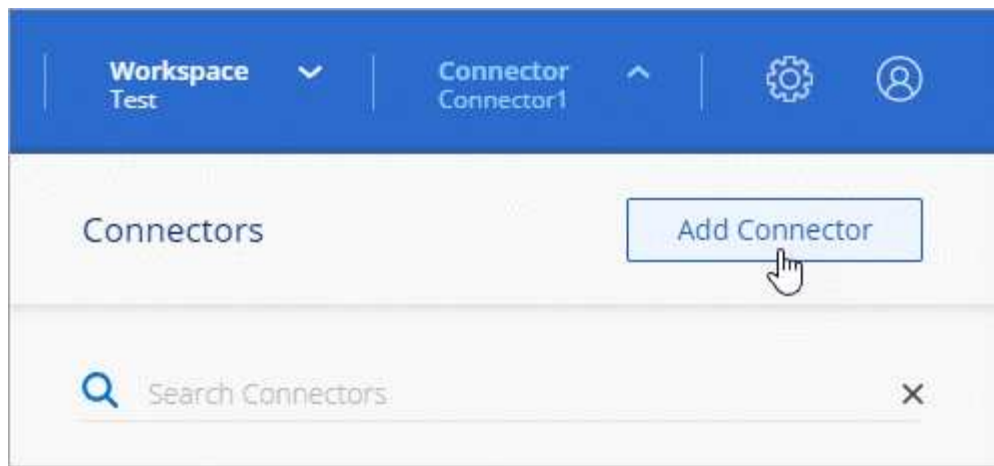 Workspace
Test
Connector
Connector1
Connectors
Add Connector
Search Connectors